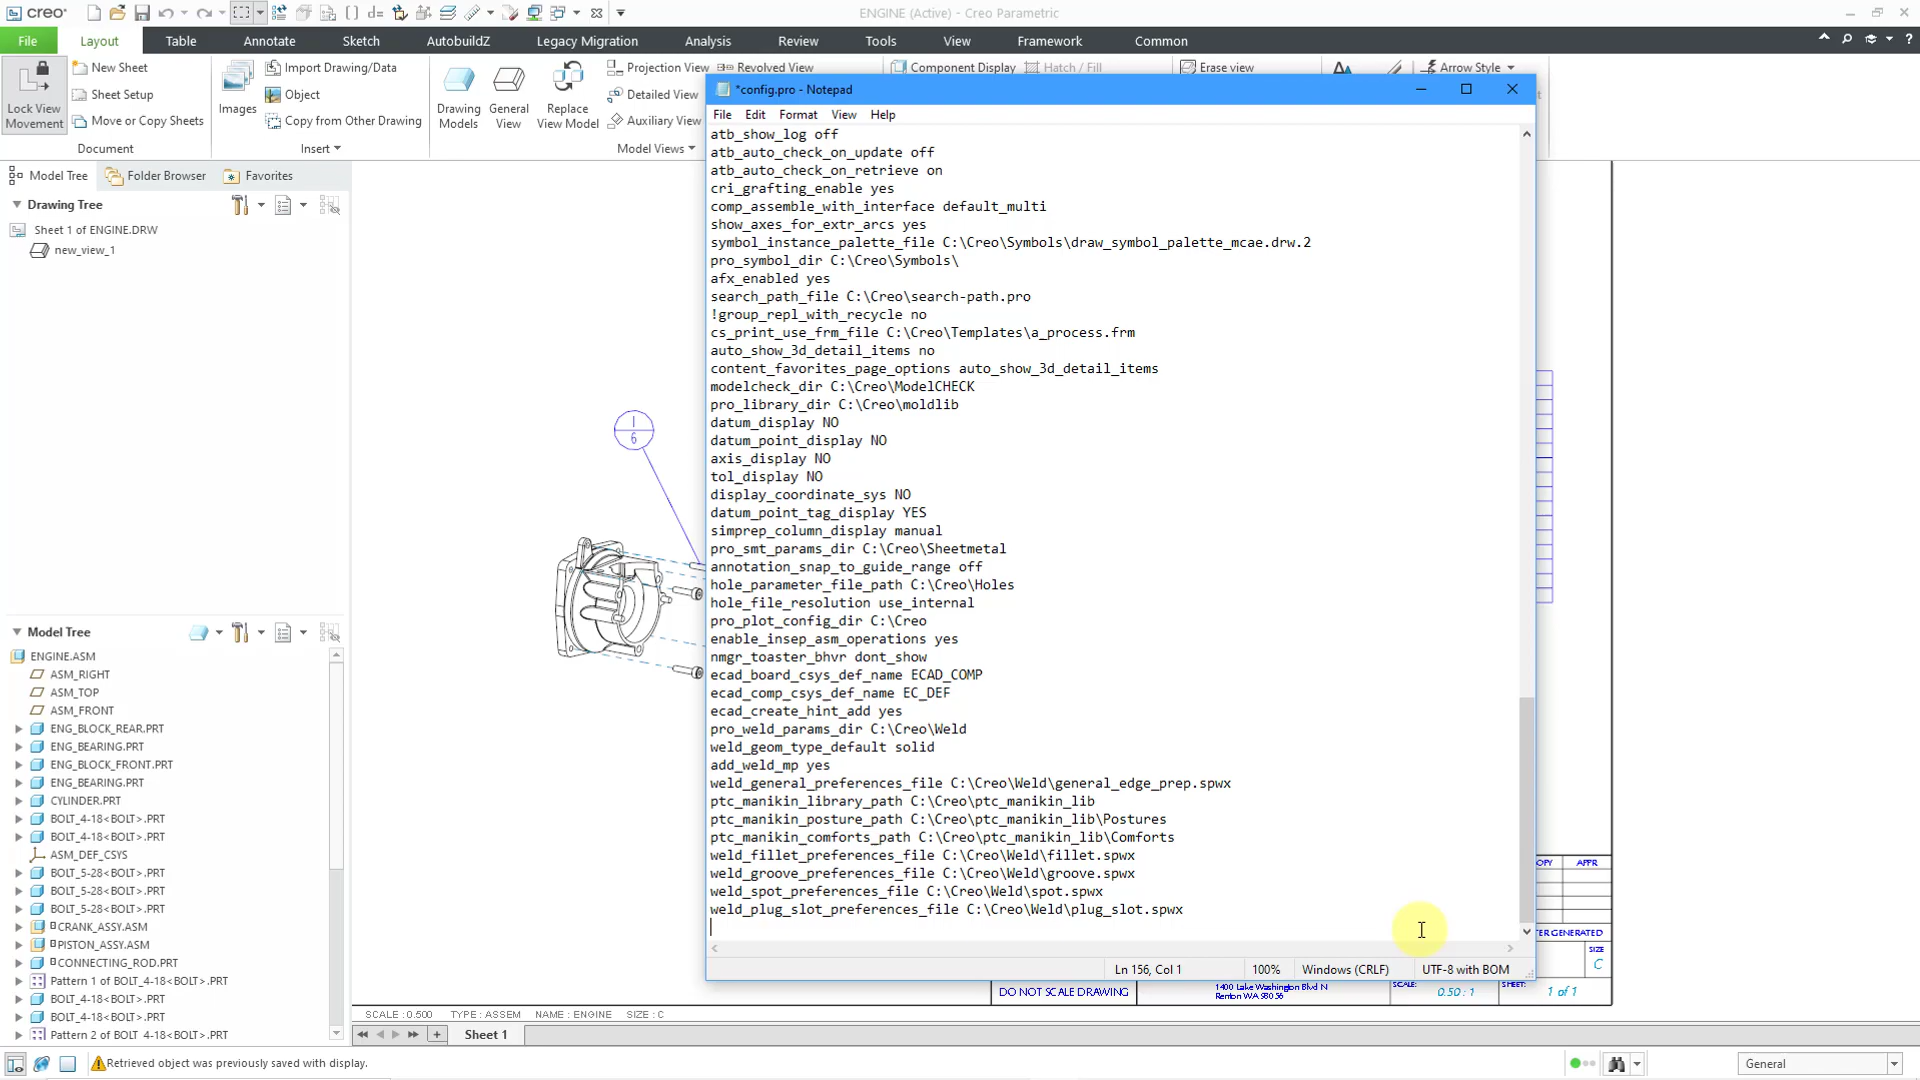 creo
ENGINE (Active) - Creo Parametric
File
Layout
Table
Annotate
Sketch
AutobuildZ
Legacy Migration
Analysis
Review
Tools
View
Framework
Common
Lock View Movement
New Sheet
Sheet Setup
Move or Copy Sheets
Document
Images
Import Drawing/Data
Object
Copy from Other Drawing
Insert
Drawing Models
General View
Replace View Model
Projection View
Detailed View
Auxiliary View
Revolved View
Model Views
Component Display
Hatch / Fill
Erase view
Arrow Style
Model Tree
Folder Browser
Favorites
Drawing Tree
Sheet 1 of ENGINE.DRW
new_view_1
Model Tree
ENGINE.ASM
ASM_RIGHT
ASM_TOP
ASM_FRONT
ENG_BLOCK_REAR.PRT
ENG_BEARING.PRT
ENG_BLOCK_FRONT.PRT
ENG_BEARING.PRT
CYLINDER.PRT
BOLT_4-18<BOLT>.PRT
BOLT_4-18<BOLT>.PRT
ASM_DEF_CSYS
BOLT_5-28<BOLT>.PRT
BOLT_5-28<BOLT>.PRT
BOLT_5-28<BOLT>.PRT
CRANK_ASSY.ASM
PISTON_ASSY.ASM
CONNECTING_ROD.PRT
Pattern 1 of BOLT_4-18<BOLT>.PRT
BOLT_4-18<BOLT>.PRT
BOLT_4-18<BOLT>.PRT
Pattern 2 of BOLT 4-18<BOLT>.PRT
1
6
*config.pro - Notepad
File Edit Format View Help
atb_show_log off
atb_auto_check_on_update off
atb_auto_check_on_retrieve on
cri_grafting_enable yes
comp_assemble_with_interface default_multi
show_axes_for_extr_arcs yes
symbol_instance_palette_file C:\Creo\Symbols\draw_symbol_palette_mcae.drw.2
pro_symbol_dir C:\Creo\Symbols\
afx_enabled yes
search_path_file C:\Creo\search-path.pro
!group_repl_with_recycle no
cs_print_use_frm_file C:\Creo\Templates\a_process.frm
auto_show_3d_detail_items no
content_favorites_page_options auto_show_3d_detail_items
modelcheck_dir C:\Creo\ModelCHECK
pro_library_dir C:\Creo\moldlib
datum_display NO
datum_point_display NO
axis_display NO
tol_display NO
display_coordinate_sys NO
datum_point_tag_display YES
simprep_column_display manual
pro_smt_params_dir C:\Creo\Sheetmetal
annotation_snap_to_guide_range off
hole_parameter_file_path C:\Creo\Holes
hole_file_resolution use_internal
pro_plot_config_dir C:\Creo
enable_insep_asm_operations yes
nmgr_toaster_bhvr dont_show
ecad_board_csys_def_name ECAD_COMP
ecad_comp_csys_def_name EC_DEF
ecad_create_hint_add yes
pro_weld_params_dir C:\Creo\Weld
weld_geom_type_default solid
add_weld_mp yes
weld_general_preferences_file C:\Creo\Weld\general_edge_prep.spwx
ptc_manikin_library_path C:\Creo\ptc_manikin_lib
ptc_manikin_posture_path C:\Creo\ptc_manikin_lib\Postures
ptc_manikin_comforts_path C:\Creo\ptc_manikin_lib\Comforts
weld_fillet_preferences_file C:\Creo\Weld\fillet.spwx
weld_groove_preferences_file C:\Creo\Weld\groove.spwx
weld_spot_preferences_file C:\Creo\Weld\spot.spwx
weld_plug_slot_preferences_file C:\Creo\Weld\plug_slot.spwx
Ln 156, Col 1
100%
Windows (CRLF)
UTF-8 with BOM
APPR
SIZE
C
DO NOT SCALE DRAWING
1400 Lake Washington Blvd N
Renton WA 98056
SCALE: 0.50 : 1
SHEET: 1 of 1
SCALE : 0.500 TYPE : ASSEM NAME : ENGINE SIZE : C
Sheet 1
Retrieved object was previously saved with display.
General